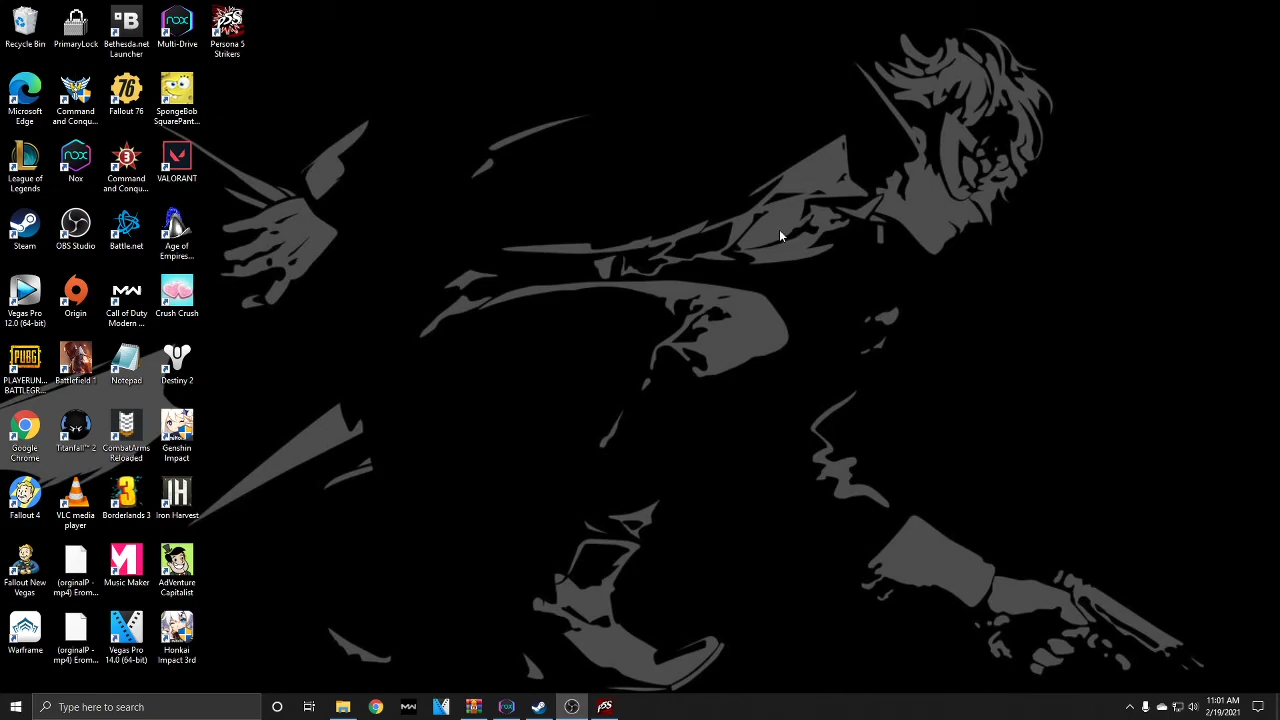 Recycle Bin
PrimaryLock
Bethesda.net
Launcher
Multi-Drive
Persona 5
Strikers
Microsoft
Edge
Command
and Conqu...
Fallout 76
SpongeBob
SquarePant...
League of
Legends
Nox
Command
and Conqu...
VALORANT
Steam
OBS Studio
Battle.net
Age of
Empires...
Vegas Pro
12.0 (64-bit)
Origin
Call of Duty
Modern ...
Crush Crush
PLAYERUN...
BATTLEGR...
Battlefield 1
Notepad
Destiny 2
Google
Chrome
Titanfall™ 2
CombatArms
Reloaded
Genshin
Impact
Fallout 4
VLC media
player
Borderlands 3
Iron Harvest
Fallout New
Vegas
(orginalP -
mp4) Erom...
Music Maker
AdVenture
Capitalist
Warframe
(orginalP -
mp4) Erom...
Vegas Pro
14.0 (64-bit)
Honkai
Impact 3rd
Type here to search
11:01 AM
2/19/2021